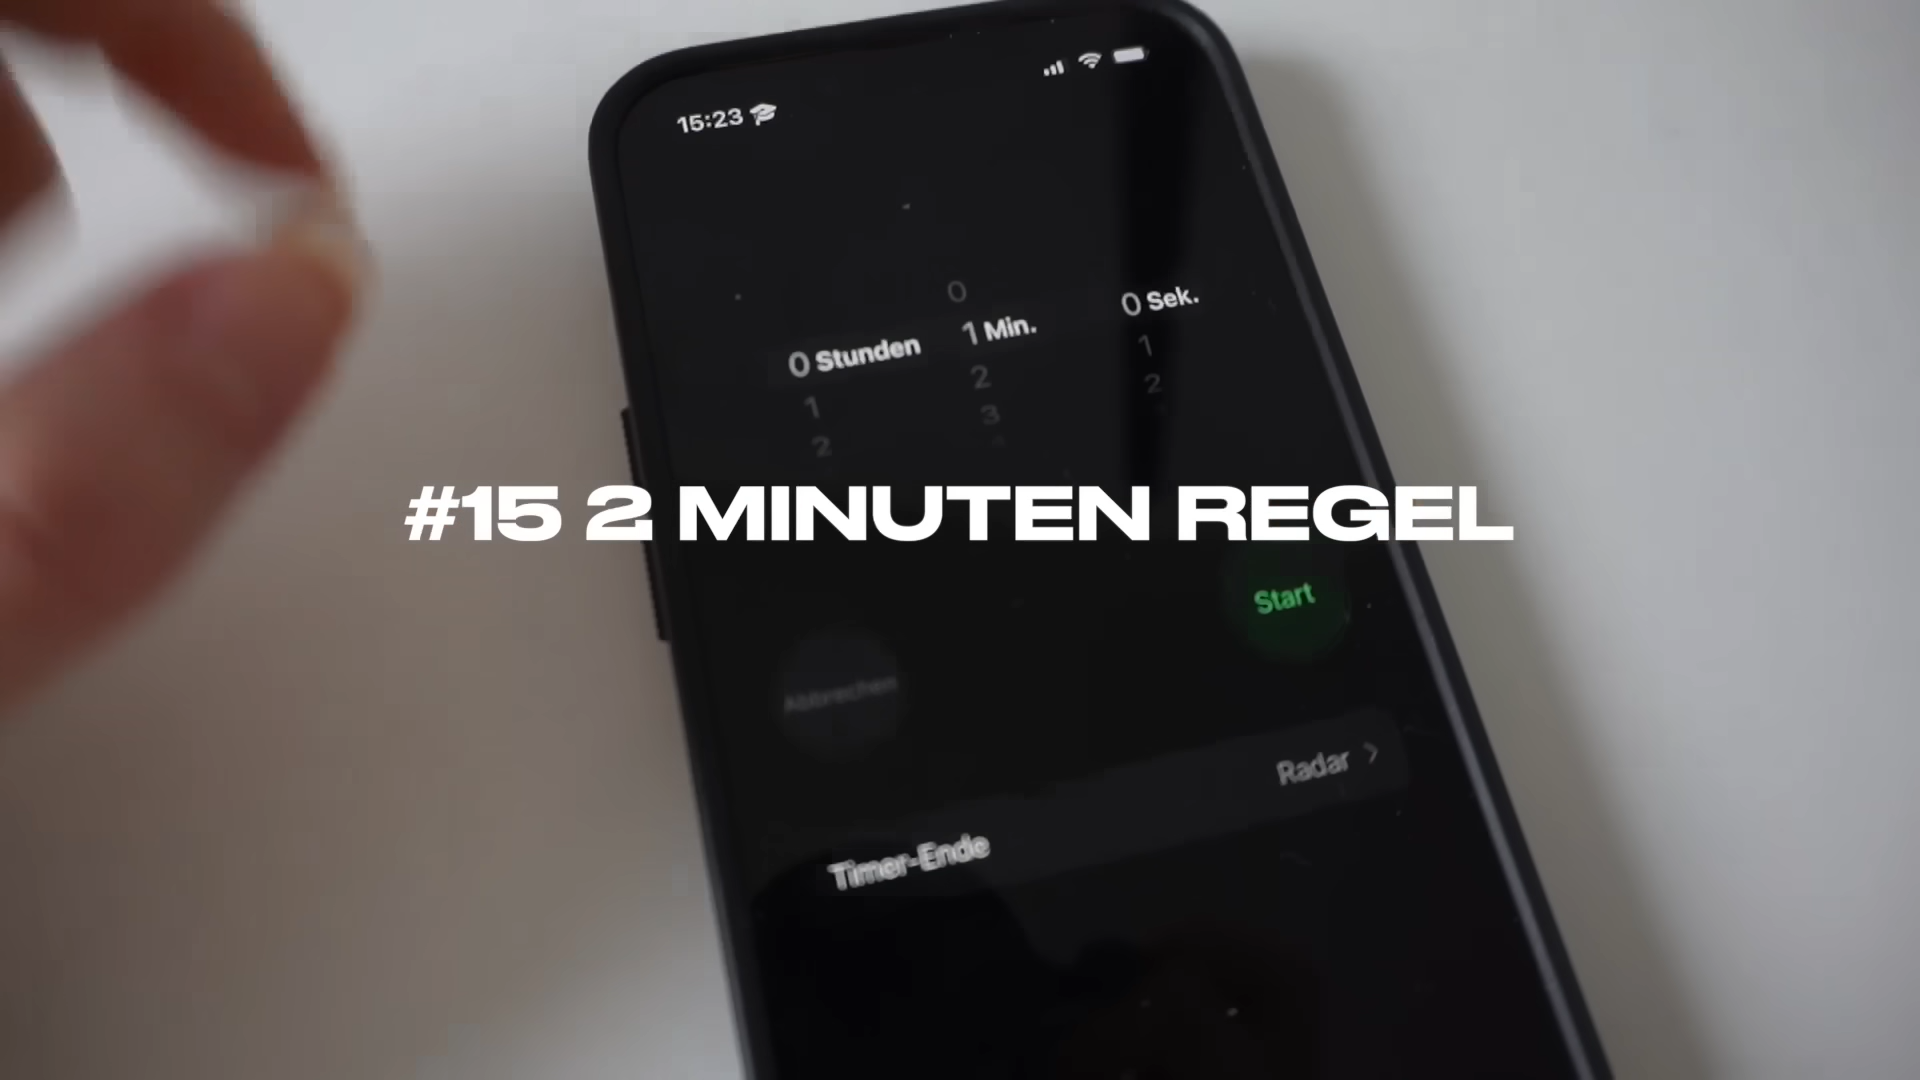 15:23
0
0 Stunden 1 Min. 0 Sek.
1 2 1
2 3 2
#15 2 MINUTEN REGEL
Start
Abbrechen
Radar
Timer-Ende